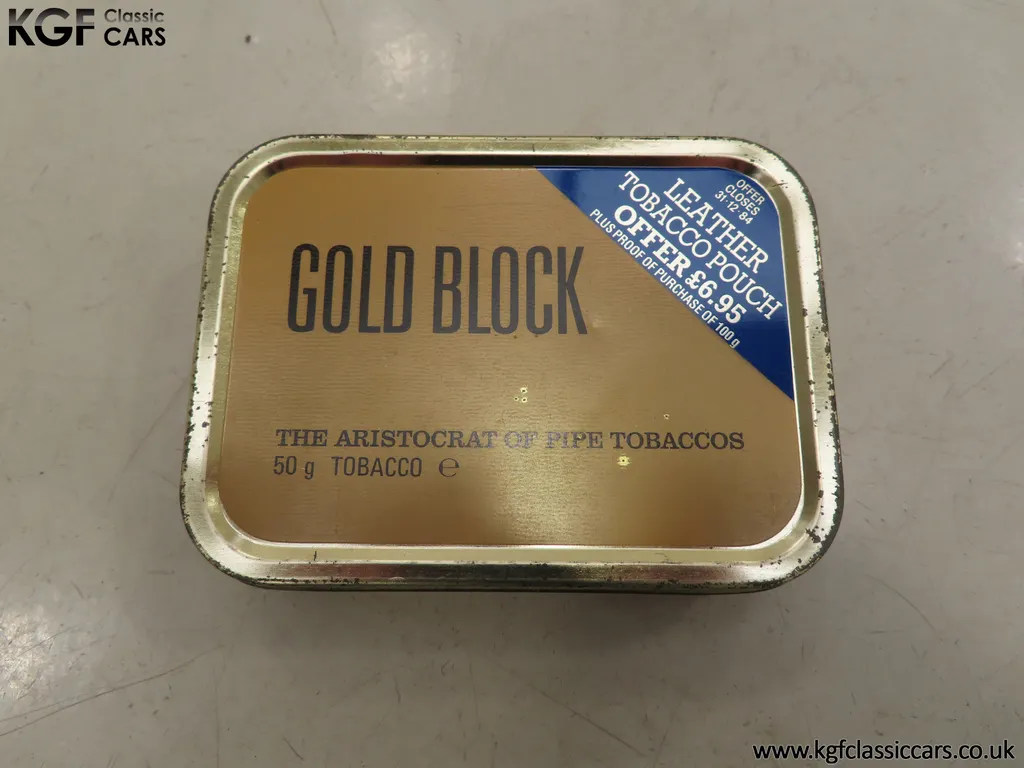 KGF Classic CARS
OFFER
CLOSES
31·12·84
LEATHER
TOBACCO POUCH
OFFER £6.95
PLUS PROOF OF PURCHASE OF 100 g
GOLD BLOCK
THE ARISTOCRAT OF PIPE TOBACCOS
50 g TOBACCO ℮
www.kgfclassiccars.co.uk